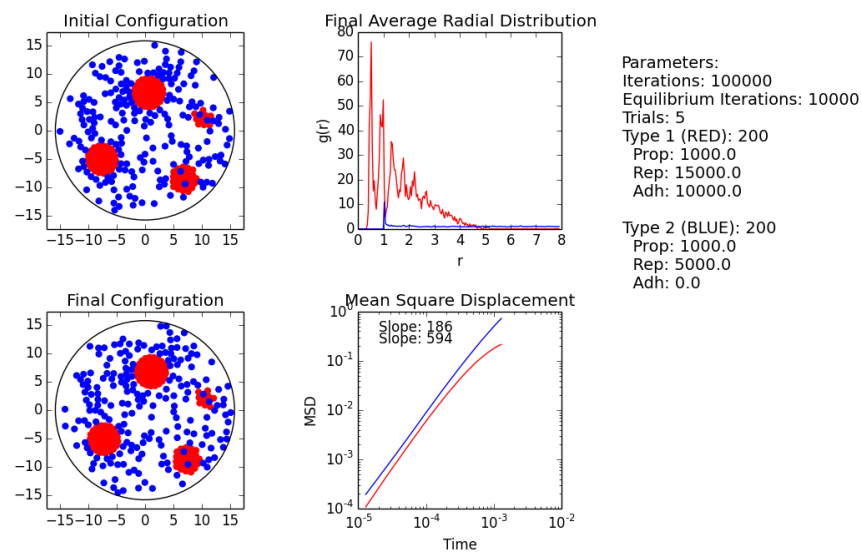 Initial Configuration
15
10
5
0
−5
−10
−15
−15 −10 −5 0 5 10 15
Final Average Radial Distribution
80
70
60
50
40
30
20
10
0
g(r)
0 1 2 3 4 5 6 7 8
r
Parameters:
Iterations: 100000
Equilibrium Iterations: 10000
Trials: 5
Type 1 (RED): 200
Prop: 1000.0
Rep: 15000.0
Adh: 10000.0
Type 2 (BLUE): 200
Prop: 1000.0
Rep: 5000.0
Adh: 0.0
Final Configuration
15
10
5
0
−5
−10
−15
−15 −10 −5 0 5 10 15
Mean Square Displacement
10^0
10^-1
10^-2
10^-3
10^-4
MSD
Slope: 186
Slope: 594
10^-5 10^-4 10^-3 10^-2
Time